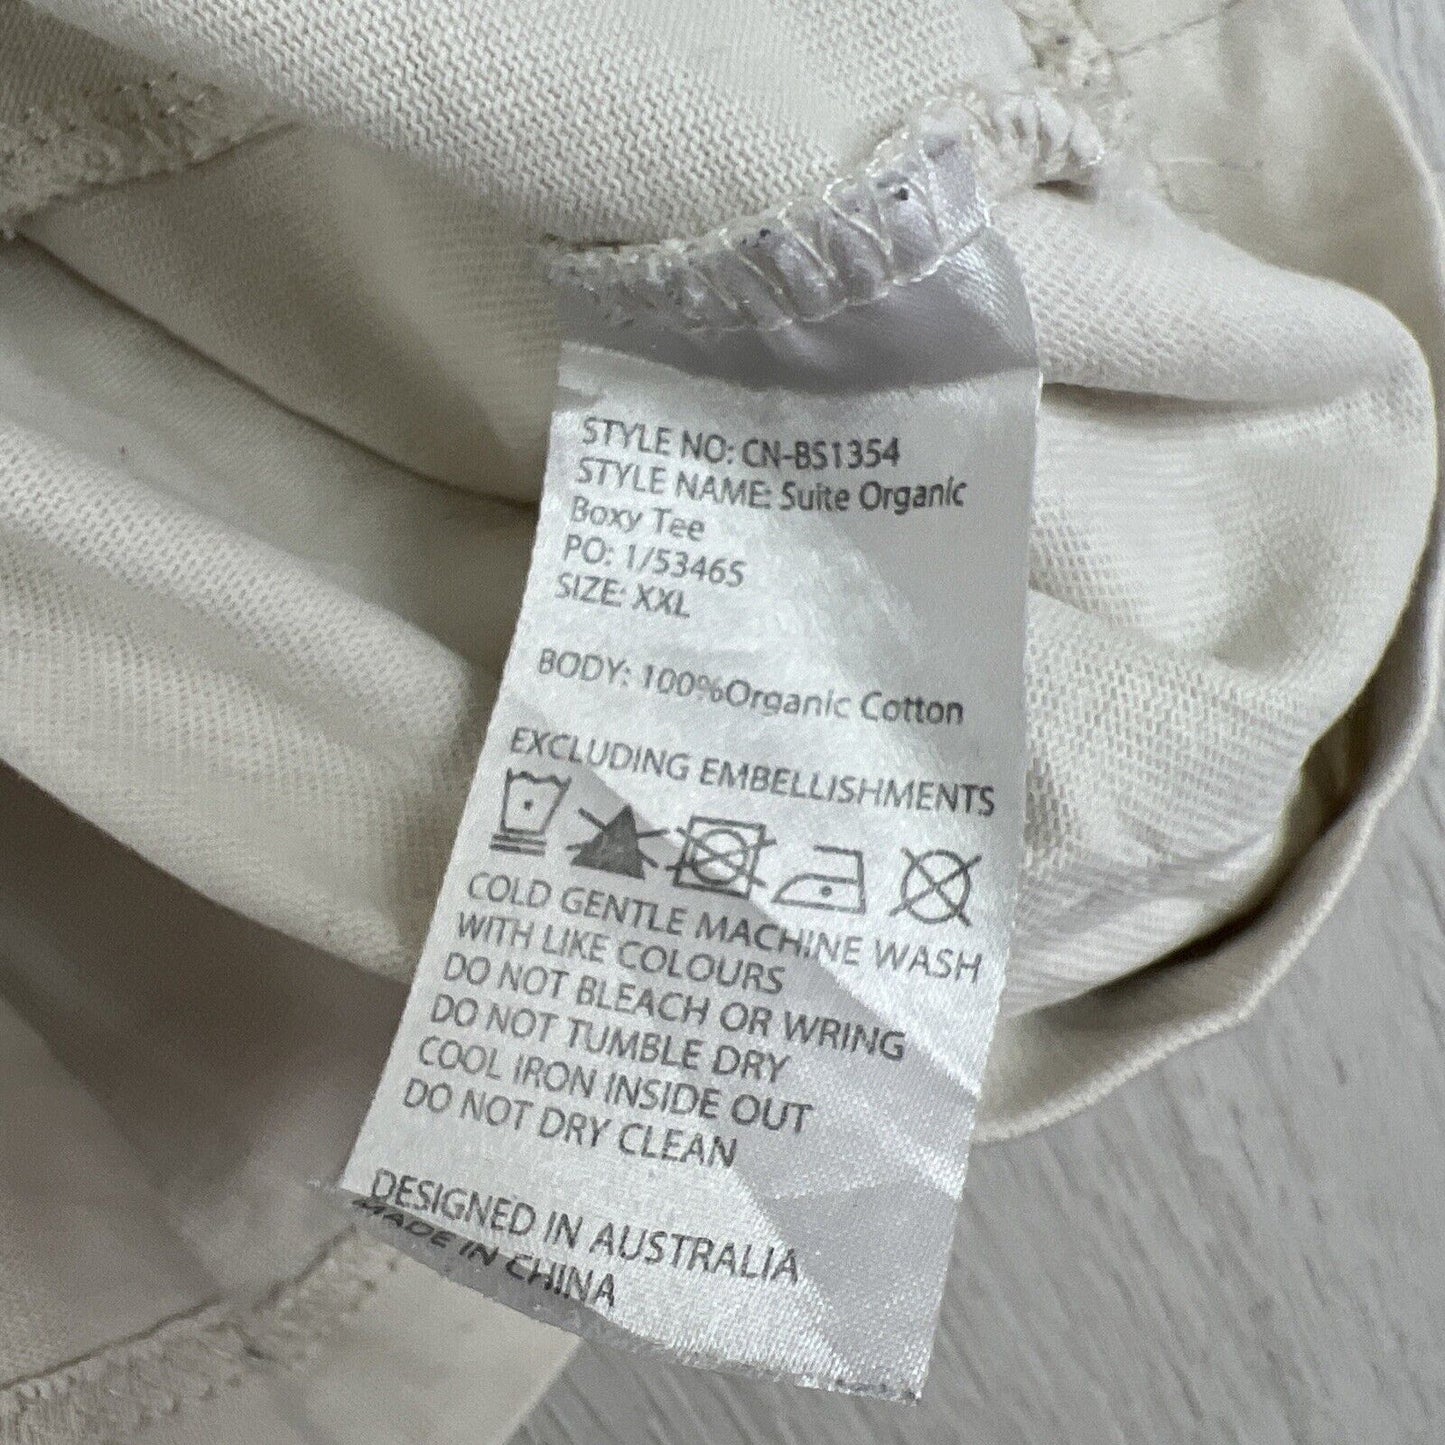 STYLE NO: CN-BS1354
STYLE NAME: Suite Organic
Boxy Tee
PO: 1/5346S
SIZE: XXL
BODY: 100%Organic Cotton
EXCLUDING EMBELLISHMENTS
COLD GENTLE MACHINE WASH
WITH LIKE COLOURS
DO NOT BLEACH OR WRING
DO NOT TUMBLE DRY
COOL IRON INSIDE OUT
DO NOT DRY CLEAN
DESIGNED IN AUSTRALIA
MADE IN CHINA